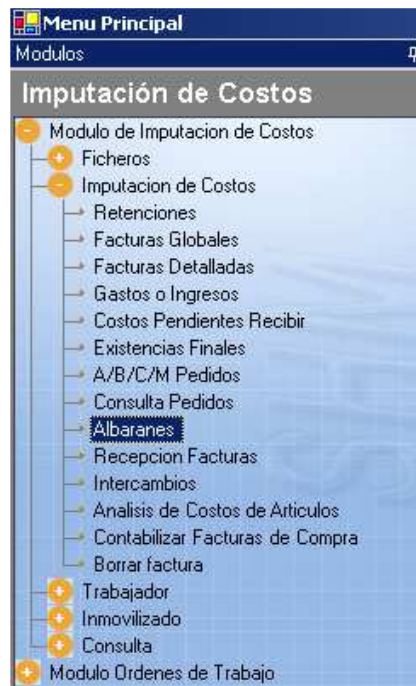 Menu Principal
Modulos
Imputación de Costos
Modulo de Imputacion de Costos
Ficheros
Imputacion de Costos
Retenciones
Facturas Globales
Facturas Detalladas
Gastos o Ingresos
Costos Pendientes Recibir
Existencias Finales
A/B/C/M Pedidos
Consulta Pedidos
Albaranes
Recepcion Facturas
Intercambios
Analisis de Costos de Articulos
Contabilizar Facturas de Compra
Borrar factura
Trabajador
Inmovilizado
Consulta
Modulo Ordenes de Trabajo